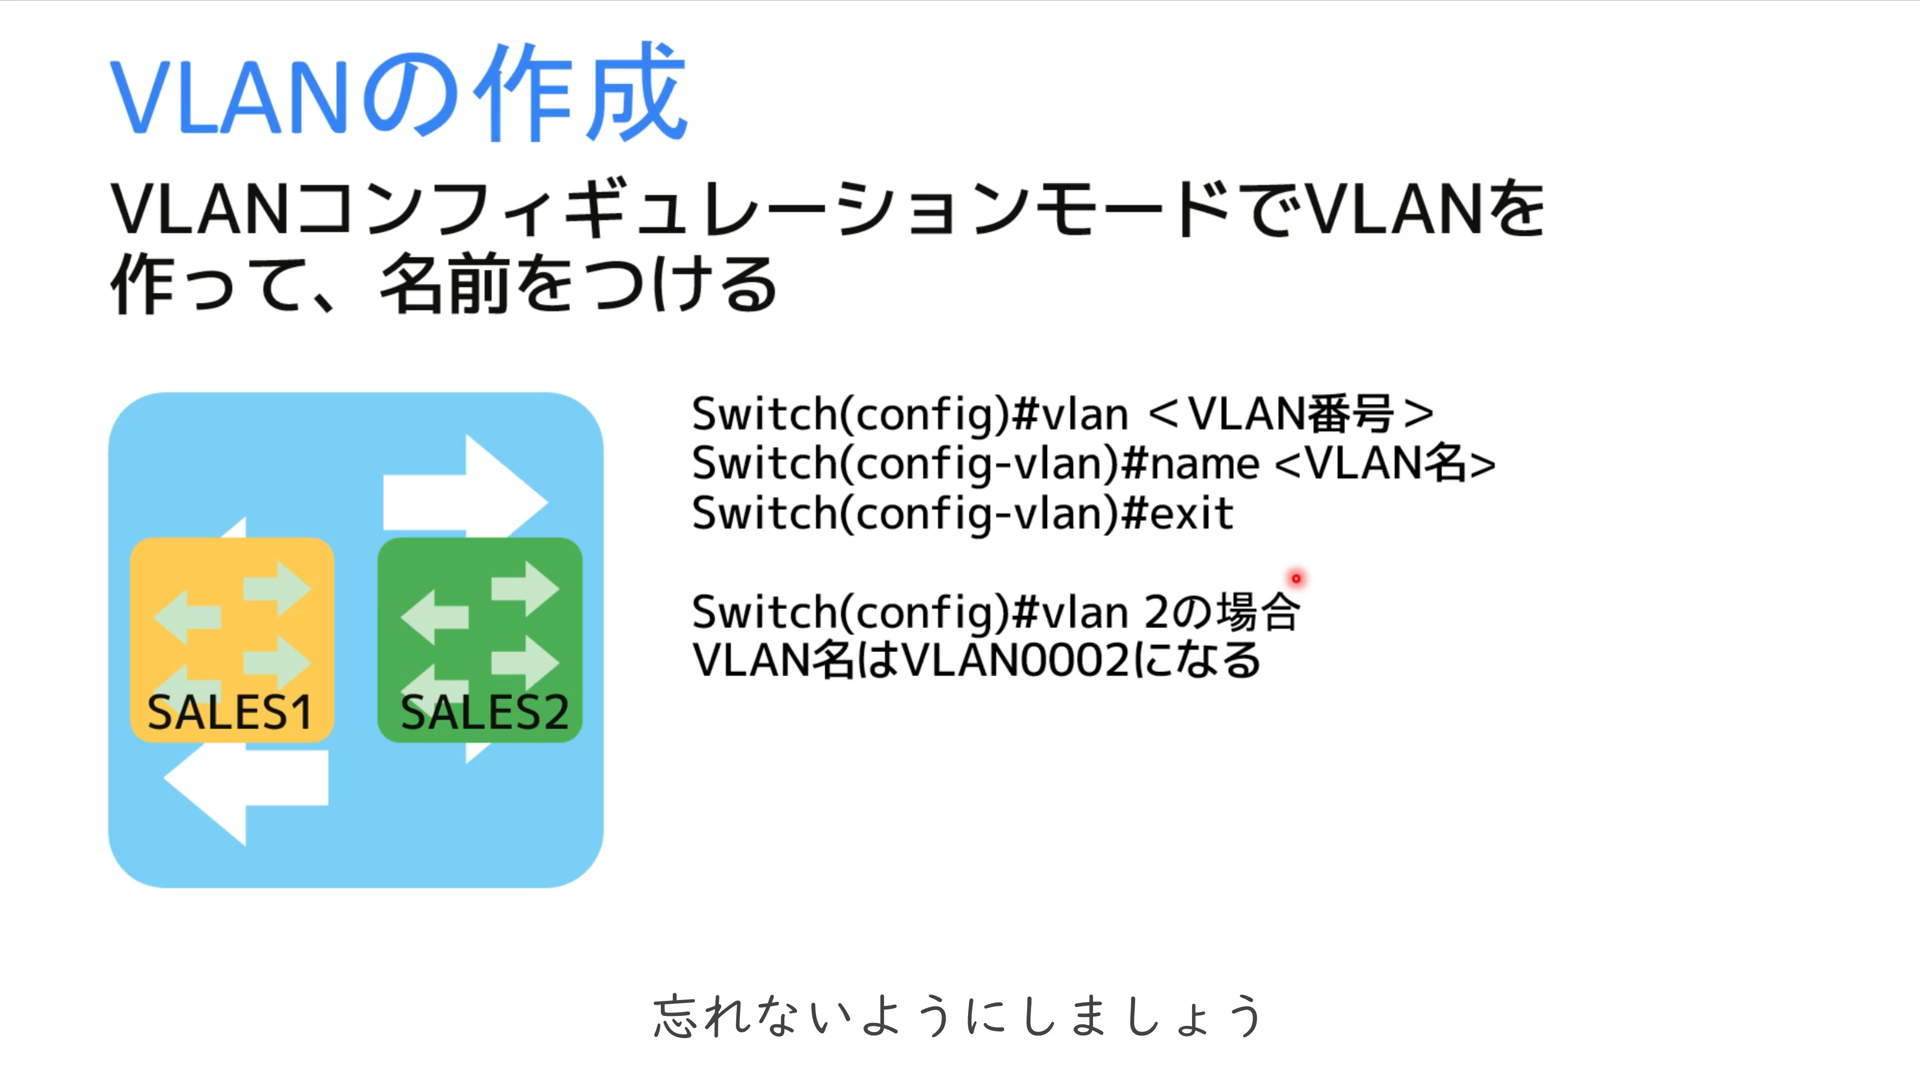 VLANの作成
VLANコンフィギュレーションモードでVLANを
作って、名前をつける
Switch(config)#vlan ＜VLAN番号＞
Switch(config-vlan)#name <VLAN名>
Switch(config-vlan)#exit
Switch(config)#vlan 2の場合
VLAN名はVLAN0002になる
SALES1
SALES2
忘れないようにしましょう